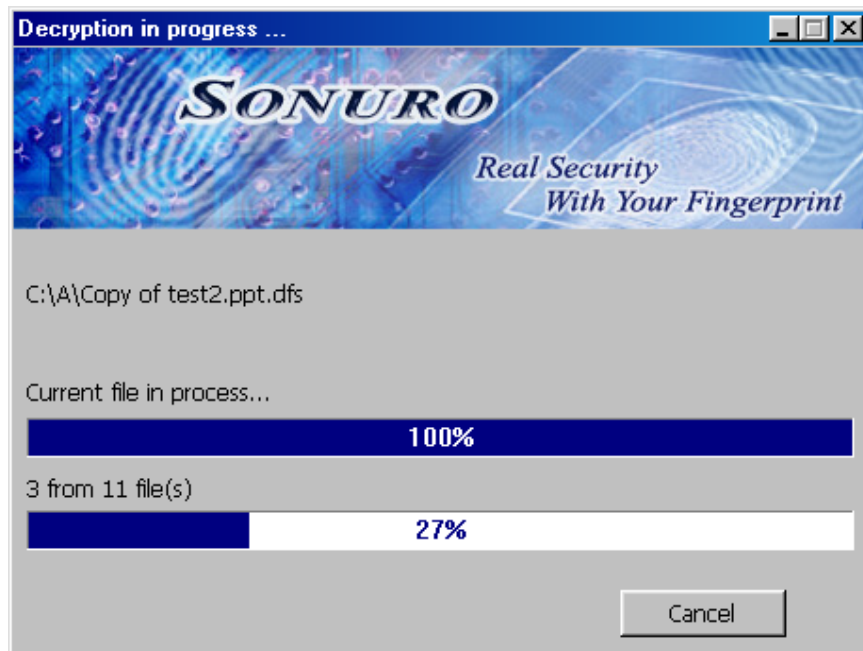 Decryption in progress ...
SONURO
Real Security
With Your Fingerprint
C:\A\Copy of test2.ppt.dfs
Current file in process...
100%
3 from 11 file(s)
27%
Cancel